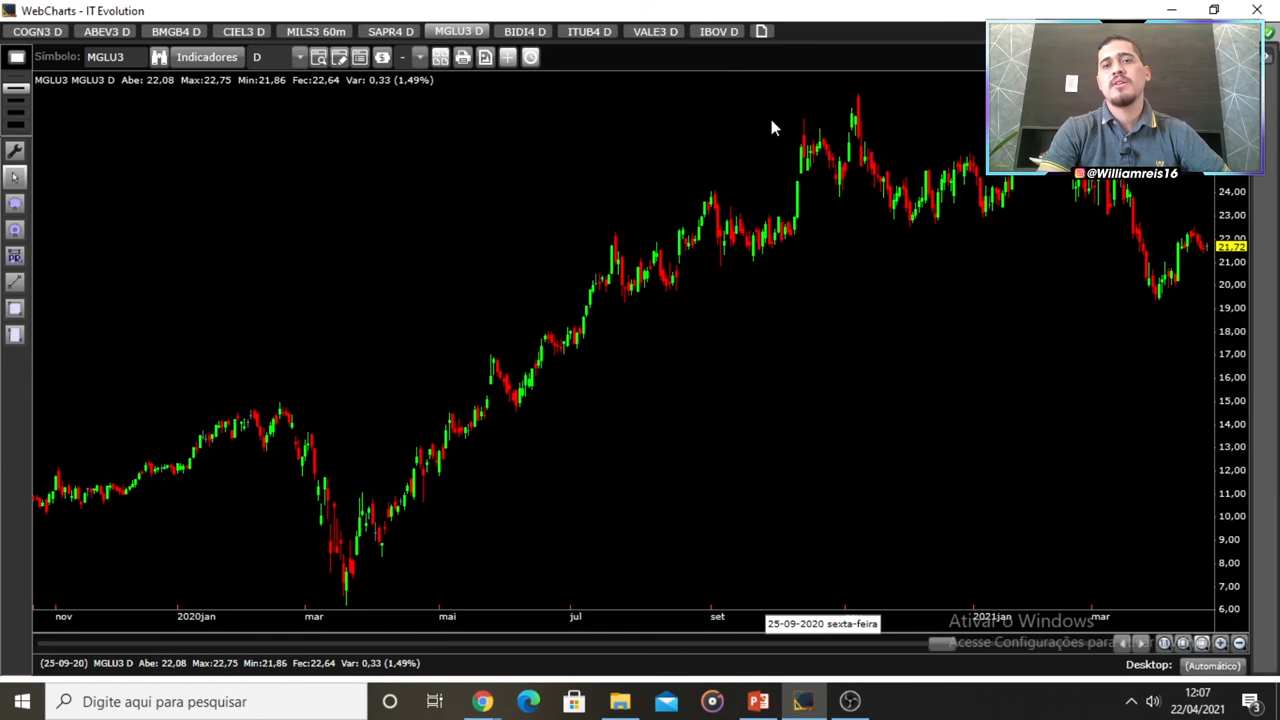 WebCharts - IT Evolution
COGN3 D ABEV3 D BMGB4 D CIEL3 D MILS3 60m SAPR4 D MGLU3 D BIDI4 D ITUB4 D VALE3 D IBOV D
Símbolo: MGLU3 Indicadores D -
MGLU3 MGLU3 D Abe: 22,08 Max:22,75 Min:21,86 Fec:22,64 Var: 0,33 (1,49%)
@Williamreis16
24,00
23,00
22,00
21,72
21,00
20,00
19,00
18,00
17,00
16,00
15,00
14,00
13,00
12,00
11,00
10,00
9,00
8,00
7,00
6,00
nov 2020jan mar mai jul set 2021jan mar
25-09-2020 sexta-feira
Ativar o Windows
Acesse Configurações para
(25-09-20) MGLU3 D Abe: 22,08 Max:22,75 Min:21,86 Fec:22,64 Var: 0,33 (1,49%)
Desktop: (Automático)
Digite aqui para pesquisar
12:07
22/04/2021
3